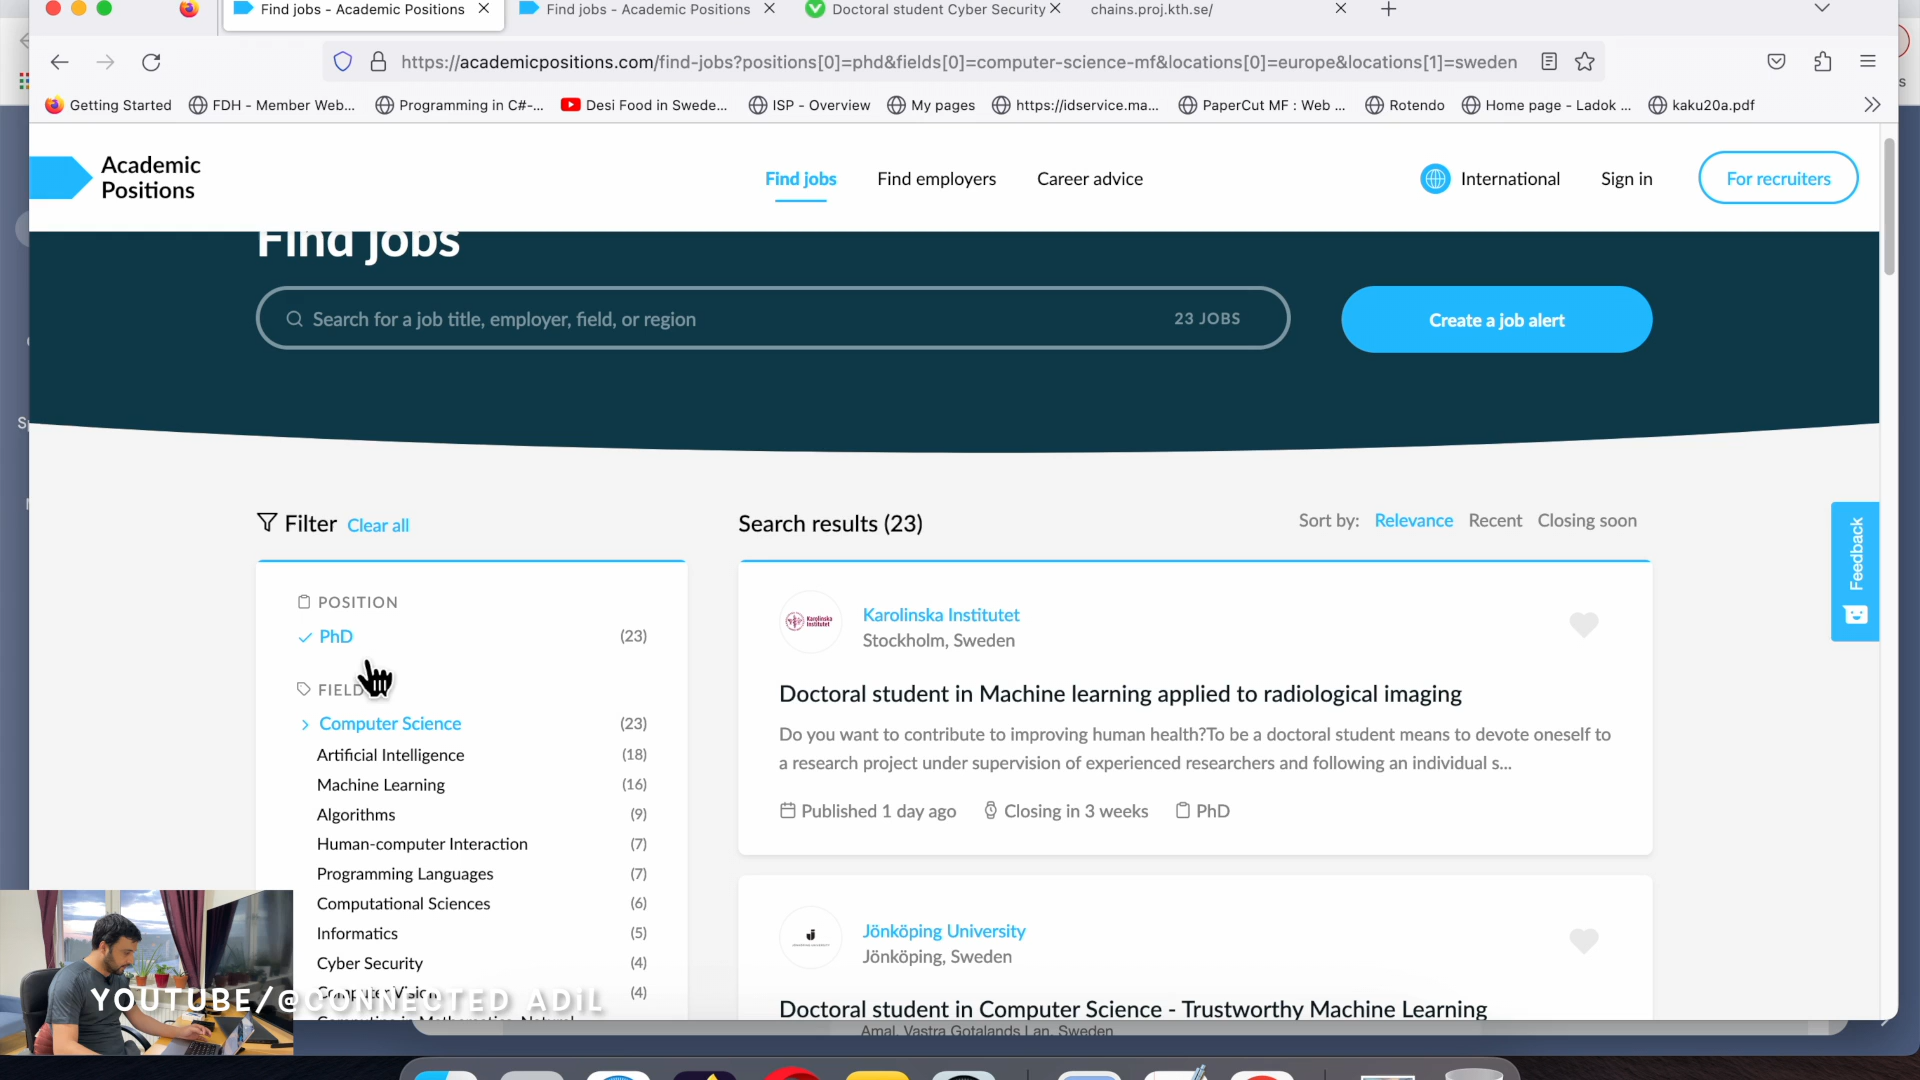 Find jobs - Academic Positions
Find jobs - Academic Positions
Doctoral student Cyber Security
chains.proj.kth.se/
https://academicpositions.com/find-jobs?positions[0]=phd&fields[0]=computer-science-mf&locations[0]=europe&locations[1]=sweden
Getting Started
FDH - Member Web...
Programming in C#-...
Desi Food in Swede...
ISP - Overview
My pages
https://idservice.ma...
PaperCut MF : Web ...
Rotendo
Home page - Ladok ...
kaku20a.pdf
Academic
Positions
Find jobs
Find employers
Career advice
International
Sign in
For recruiters
Find jobs
Search for a job title, employer, field, or region
23 JOBS
Create a job alert
Filter Clear all
POSITION
PhD (23)
FIELD
Computer Science (23)
Artificial Intelligence (18)
Machine Learning (16)
Algorithms (9)
Human-computer Interaction (7)
Programming Languages (7)
Computational Sciences (6)
Informatics (5)
Cyber Security (4)
Computer Vision (4)
Search results (23)
Sort by: Relevance Recent Closing soon
Karolinska Institutet
Karolinska Institutet
Stockholm, Sweden
Doctoral student in Machine learning applied to radiological imaging
Do you want to contribute to improving human health?To be a doctoral student means to devote oneself to
a research project under supervision of experienced researchers and following an individual s...
Published 1 day ago Closing in 3 weeks PhD
Jönköping University
Jönköping, Sweden
Doctoral student in Computer Science - Trustworthy Machine Learning
Amal, Vastra Gotalands Lan, Sweden
Feedback
YOUTUBE/@CONNECTED ADiL